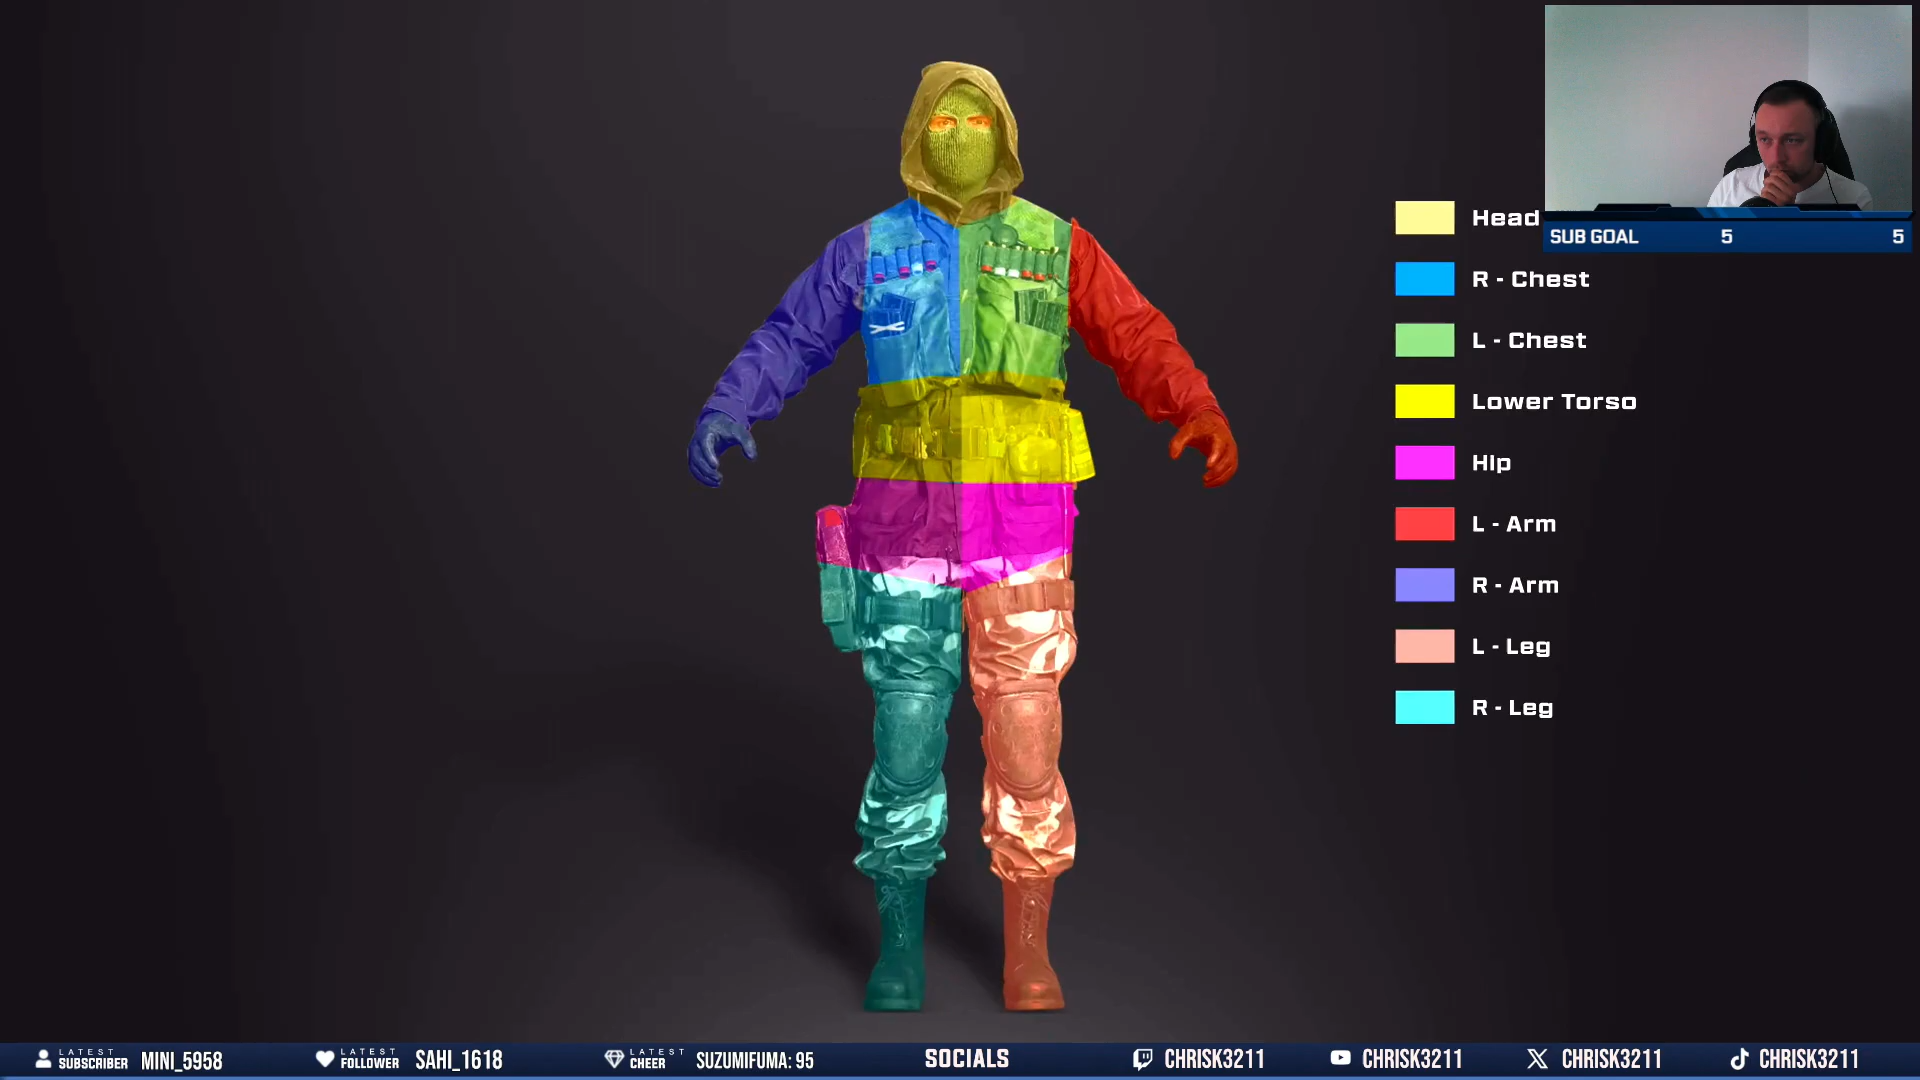 Head
SUB GOAL 5 5
R - Chest
L - Chest
Lower Torso
Hip
L - Arm
R - Arm
L - Leg
R - Leg
LATEST SUBSCRIBER MINI_5958
LATEST FOLLOWER SAHI_1618
LATEST CHEER SUZUMIFUMA: 95
SOCIALS
CHRISK3211
CHRISK3211
CHRISK3211
CHRISK3211